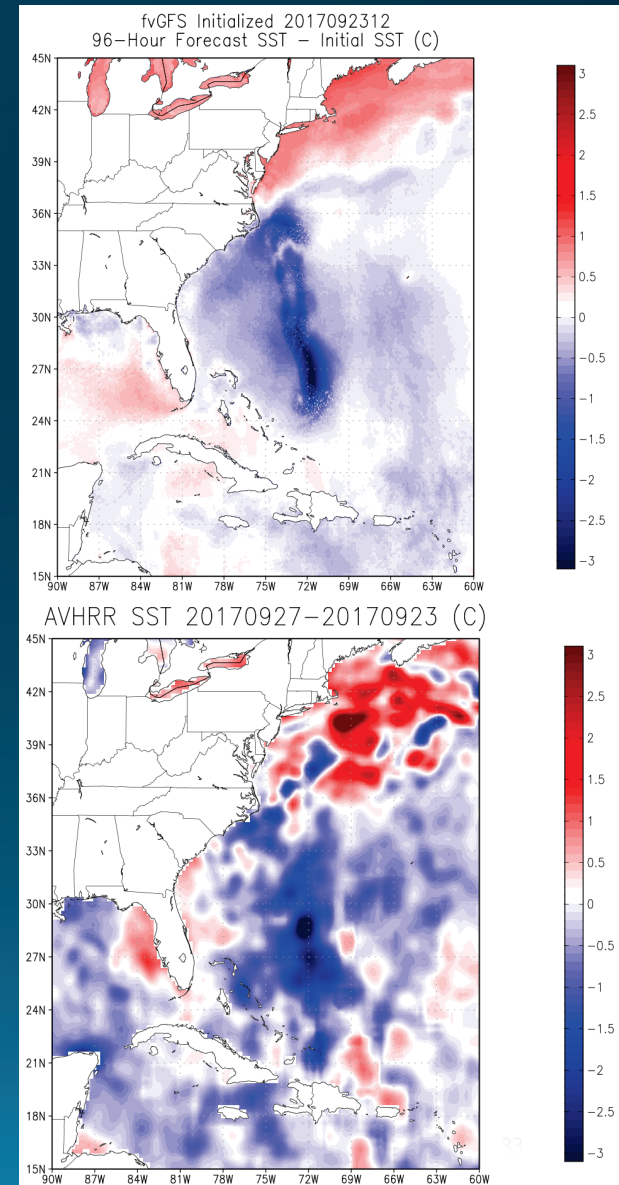 fvGFS Initialized 2017092312
96-Hour Forecast SST - Initial SST (C)
45N
42N
39N
36N
33N
30N
27N
24N
21N
18N
15N
90W 87W 84W 81W 78W 75W 72W 69W 66W 63W 60W
3
2.5
2
1.5
1
0.5
0
-0.5
-1
-1.5
-2
-2.5
-3
AVHRR SST 20170927-20170923 (C)
45N
42N
39N
36N
33N
30N
27N
24N
21N
18N
15N
90W 87W 84W 81W 78W 75W 72W 69W 66W 63W 60W
3
2.5
2
1.5
1
0.5
0
-0.5
-1
-1.5
-2
-2.5
-3
33